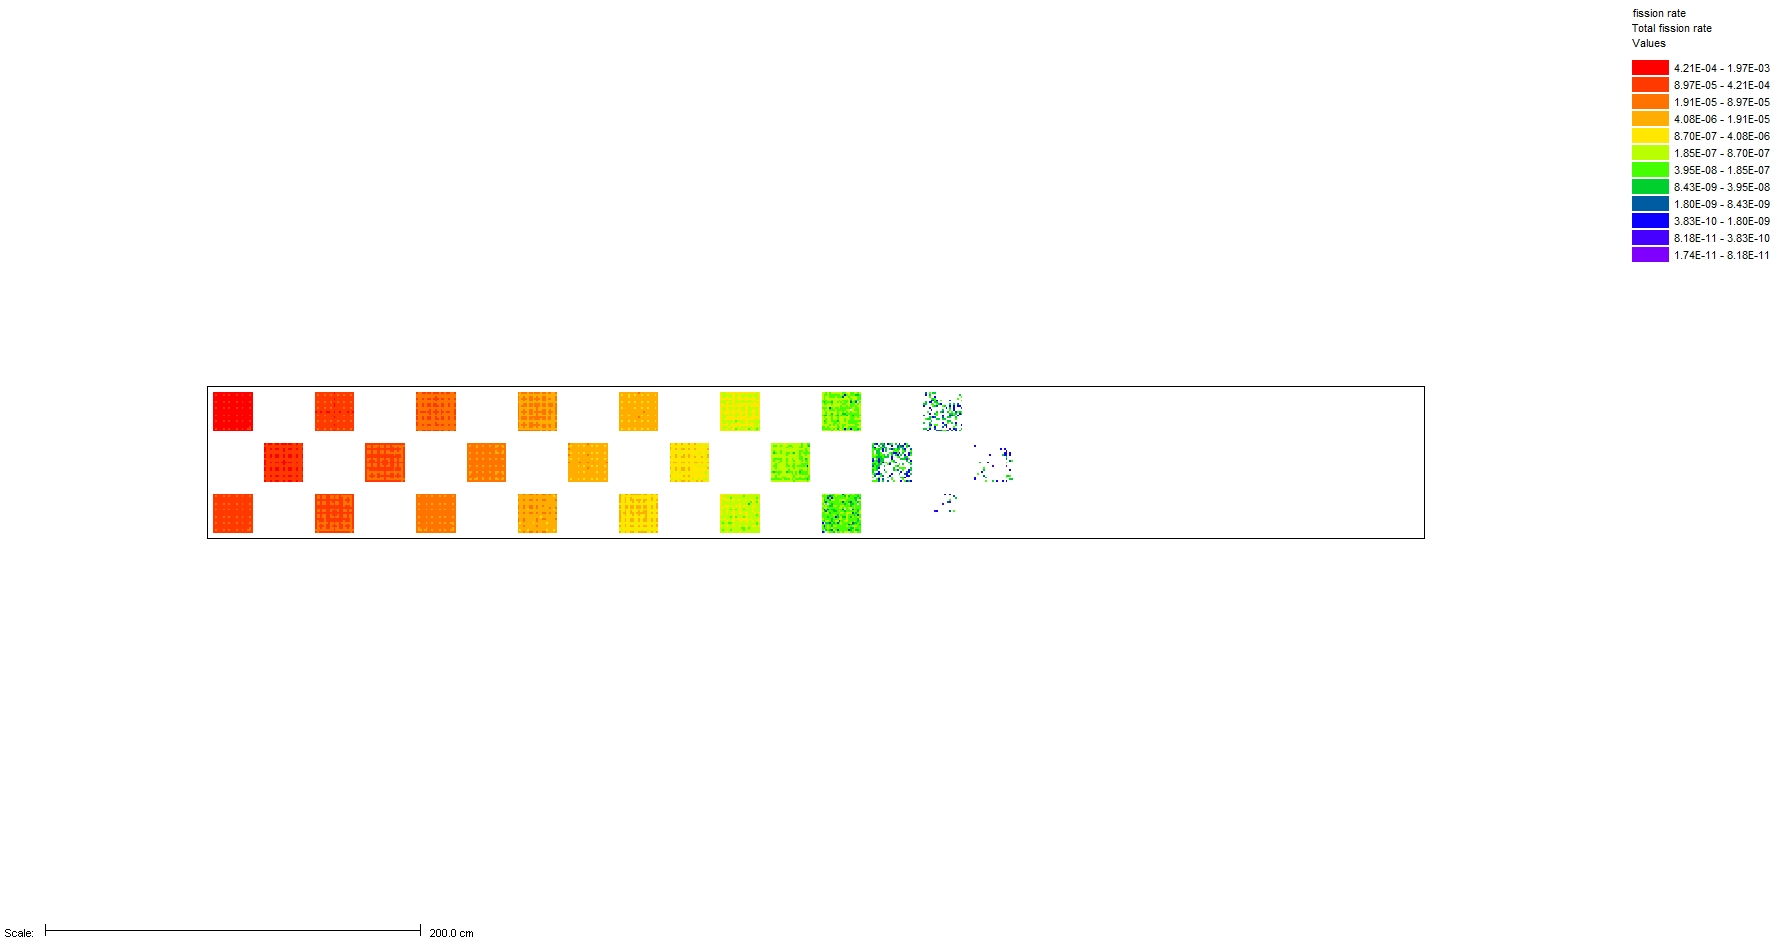 fission rate
Total fission rate
Values
4.21E-04 - 1.97E-03
8.97E-05 - 4.21E-04
1.91E-05 - 8.97E-05
4.08E-06 - 1.91E-05
8.70E-07 - 4.08E-06
1.85E-07 - 8.70E-07
3.95E-08 - 1.85E-07
8.43E-09 - 3.95E-08
1.80E-09 - 8.43E-09
3.83E-10 - 1.80E-09
8.18E-11 - 3.83E-10
1.74E-11 - 8.18E-11
Scale: 200.0 cm